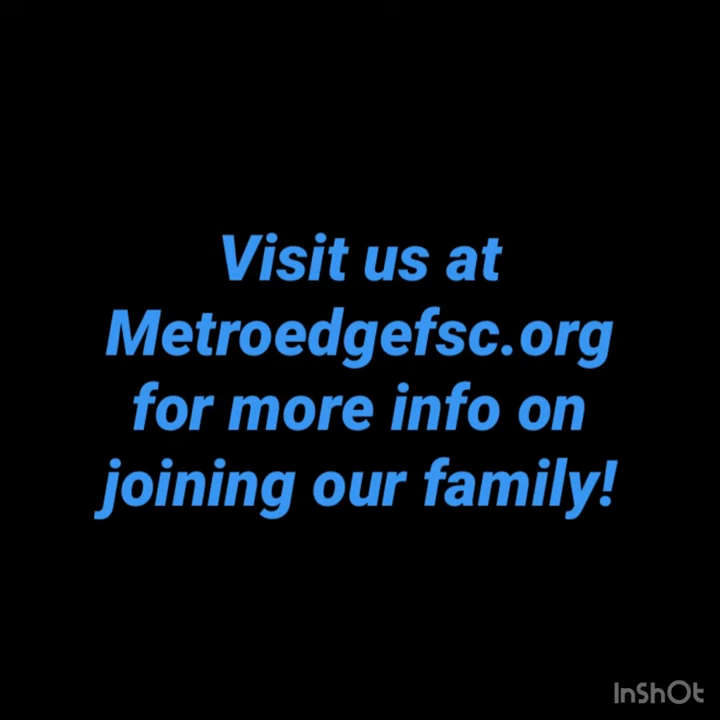 Visit us at
Metroedgefsc.org
for more info on
joining our family!
InShOt